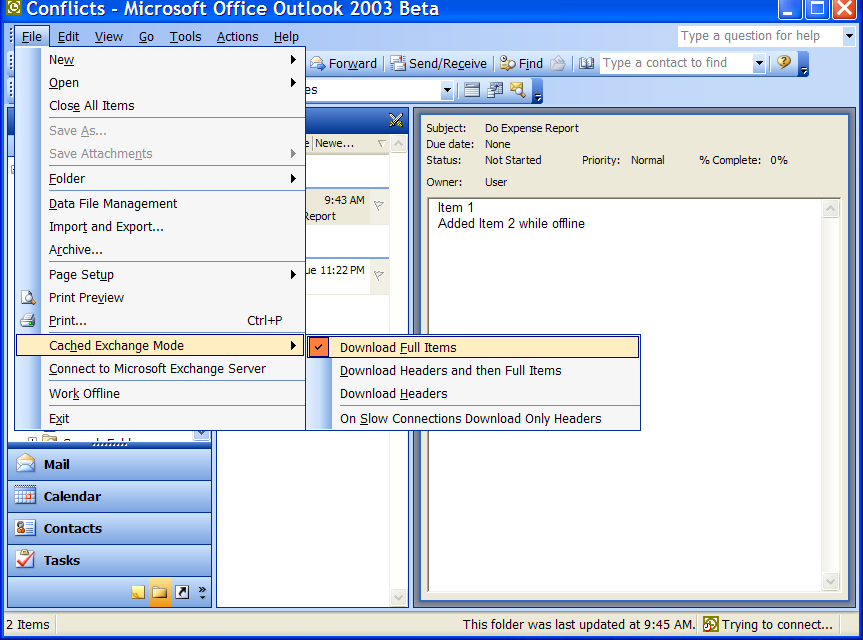 Conflicts - Microsoft Office Outlook 2003 Beta
File Edit View Go Tools Actions Help
Type a question for help
Forward Send/Receive Find Type a contact to find
New
Open
Close All Items
Save As...
Save Attachments
Folder
Data File Management
Import and Export...
Archive...
Page Setup
Print Preview
Print... Ctrl+P
Cached Exchange Mode
Connect to Microsoft Exchange Server
Work Offline
Exit
Download Full Items
Download Headers and then Full Items
Download Headers
On Slow Connections Download Only Headers
Newe...
9:43 AM
Report
11:22 PM
Subject: Do Expense Report
Due date: None
Status: Not Started Priority: Normal % Complete: 0%
Owner: User
Item 1
Added Item 2 while offline
Mail
Calendar
Contacts
Tasks
2 Items
This folder was last updated at 9:45 AM. Trying to connect...